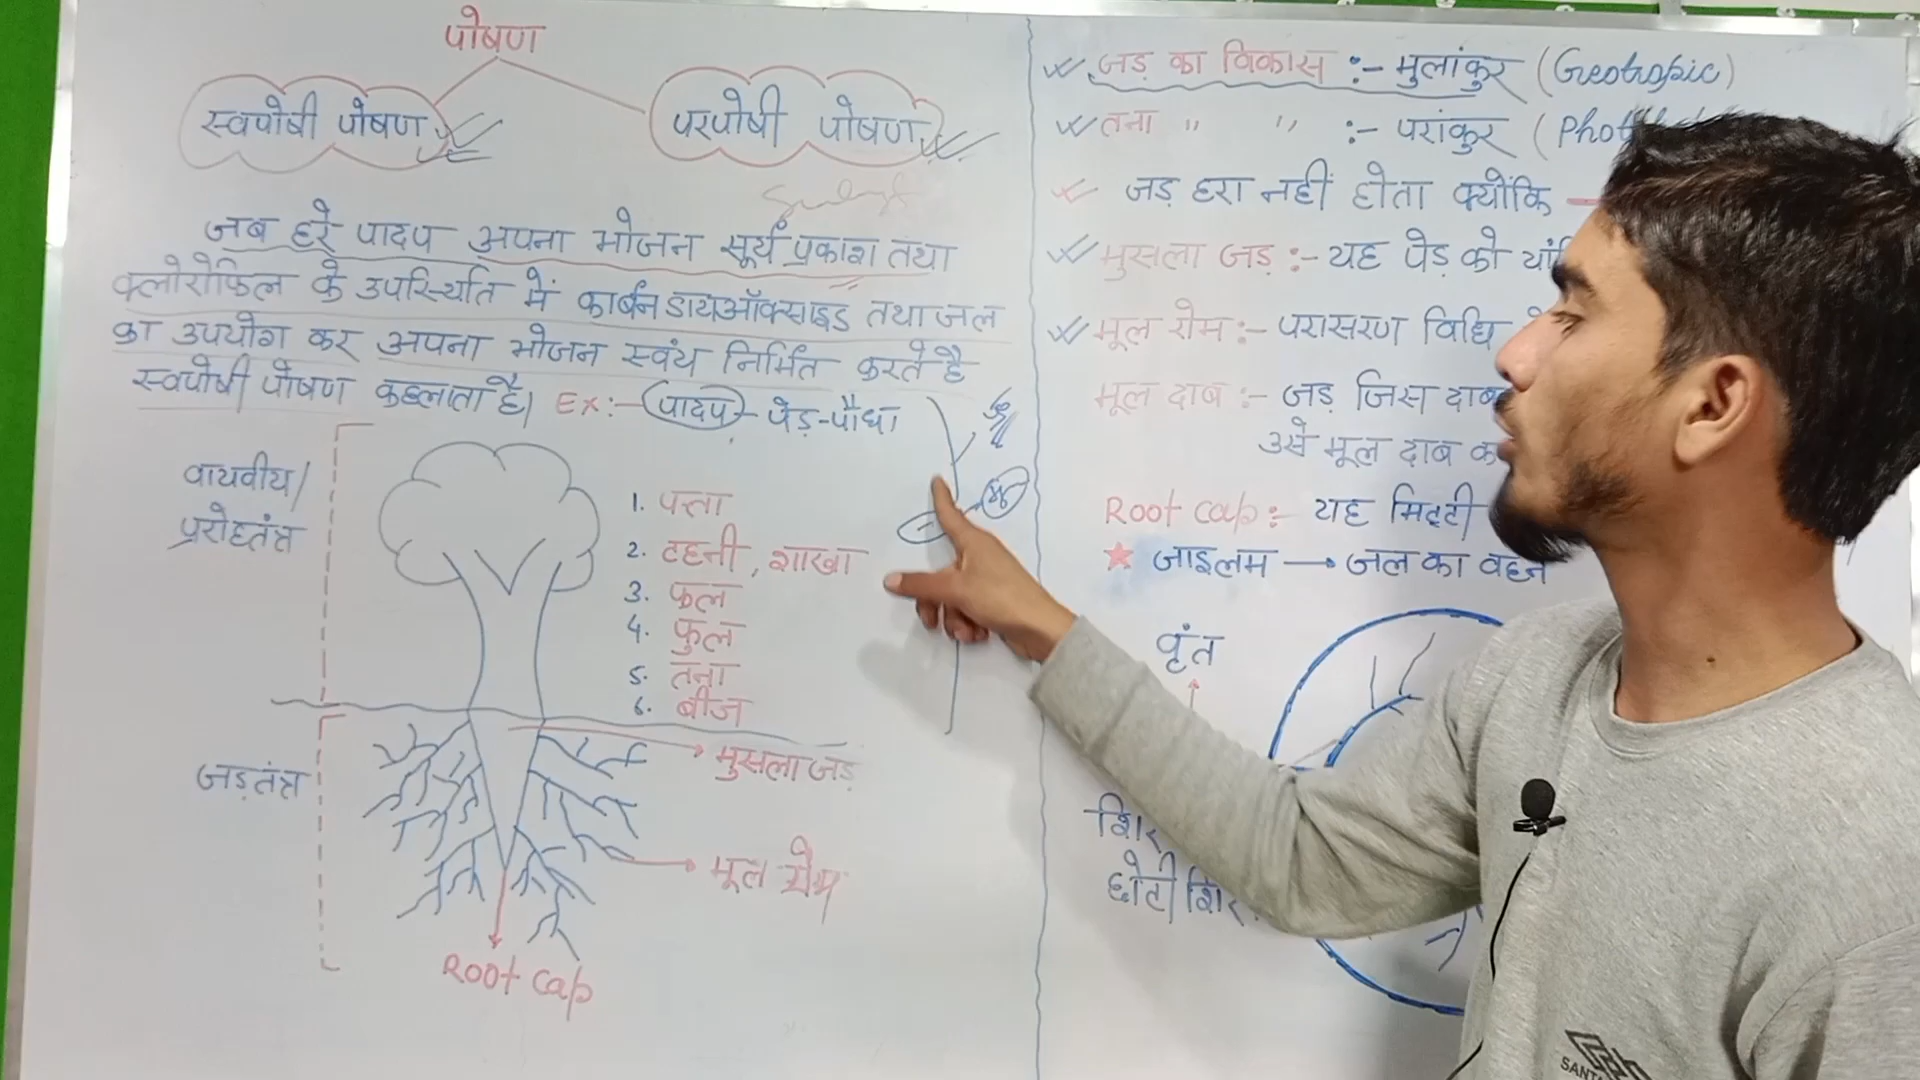 पोषण
स्वपोषी पोषण
परपोषी पोषण
जब हरे पादप अपना भोजन सूर्य प्रकाश तथा
क्लोरोफिल के उपस्थिति में कार्बन डायऑक्साइड तथा जल
का उपयोग कर अपना भोजन स्वंय निर्मित करते है
स्वपोषी पोषण कहलाता है। Ex:- पादप - पेड़-पौधा
वायवीय/
प्ररोहतंत्र
1. पत्ता
2. टहनी, शाखा
3. फल
4. फुल
5. तना
6. बीज
जड़तंत्र
मुसला जड़
मूल रोम
Root cap
जड़ का विकास :- मुलांकुर (Geotropic)
तना " " :- परांकुर (
जड़ हरा नहीं होता क्योंकि
मुसला जड़ :- यह पेड़ को
मूल रोम :- परासरण विधि
मूल दाब :- जड़ जिस दाब
उसे मूल दाब
Root cap :- यह मिट्टी
★ जाइलम → जल का वहन
वृंत
छोटी